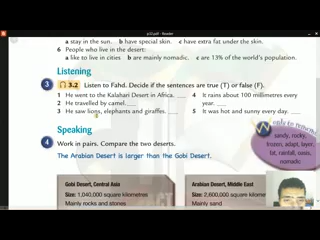 p22.pdf - Reader
a stay in the sun. b have special skin. c have extra fat under the skin.
6 People who live in the desert:
a like to live in cities b are mainly nomadic. c are 13% of the world's population.
Listening
3 3.2 Listen to Fahd. Decide if the sentences are true (T) or false (F).
1 He went to the Kalahari Desert in Africa.
2 He travelled by camel.
3 He saw lions, elephants and giraffes.
4 It rains about 100 millimetres every year.
5 It was hot and sunny every day.
Speaking
4 Work in pairs. Compare the two deserts.
The Arabian Desert is larger than the Gobi Desert.
W
sandy, rocky,
frozen, adapt, layer,
fat, rainfall, oasis,
nomadic
Gobi Desert, Central Asia
Size: 1,040,000 square kilometres
Mainly rocks and stones
Arabian Desert, Middle East
Size: 2,600,000 square kilometres
Mainly sand